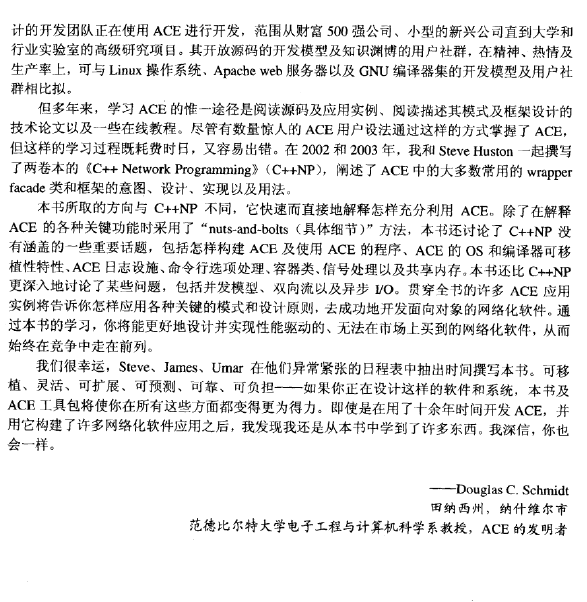 计的开发团队正在使用 ACE 进行开发，范围从财富 500 强公司、小型的新兴公司直到大学和
行业实验室的高级研究项目。其开放源码的开发模型及知识渊博的用户社群，在精神、热情及
生产率上，可与 Linux 操作系统、Apache web 服务器以及 GNU 编译器集的开发模型及用户社
群相比拟。
但多年来，学习 ACE 的惟一途径是阅读源码及应用实例、阅读描述其模式及框架设计的
技术论文以及一些在线教程。尽管有数量惊人的 ACE 用户设法通过这样的方式掌握了 ACE，
但这样的学习过程既耗费时日，又容易出错。在 2002 和 2003 年，我和 Steve Huston 一起撰写
了两卷本的《C++ Network Programming》（C++NP），阐述了 ACE 中的大多数常用的 wrapper
facade 类和框架的意图、设计、实现以及用法。
本书所取的方向与 C++NP 不同，它快速而直接地解释怎样充分利用 ACE。除了在解释
ACE 的各种关键功能时采用了“nuts-and-bolts（具体细节）”方法，本书还讨论了 C++NP 没
有涵盖的一些重要话题，包括怎样构建 ACE 及使用 ACE 的程序、ACE 的 OS 和编译器可移
植性特性、ACE 日志设施、命令行选项处理、容器类、信号处理以及共享内存。本书还比 C++NP
更深入地讨论了某些问题，包括并发模型、双向流以及异步 I/O。贯穿全书的许多 ACE 应用
实例将告诉你怎样应用各种关键的模式和设计原则，去成功地开发面向对象的网络化软件。通
过本书的学习，你将能更好地设计并实现性能驱动的、无法在市场上买到的网络化软件，从而
始终在竞争中走在前列。
我们很幸运，Steve、James、Umar 在他们异常紧张的日程表中抽出时间撰写本书。可移
植、灵活、可扩展、可预测、可靠、可负担——如果你正在设计这样的软件和系统，本书及
ACE 工具包将使你在所有这些方面都变得更为得力。即使是在用了十余年时间开发 ACE，并
用它构建了许多网络化软件应用之后，我发现我还是从本书中学到了许多东西。我深信，你也
会一样。
——Douglas C. Schmidt
田纳西州，纳什维尔市
范德比尔特大学电子工程与计算机科学系教授，ACE 的发明者